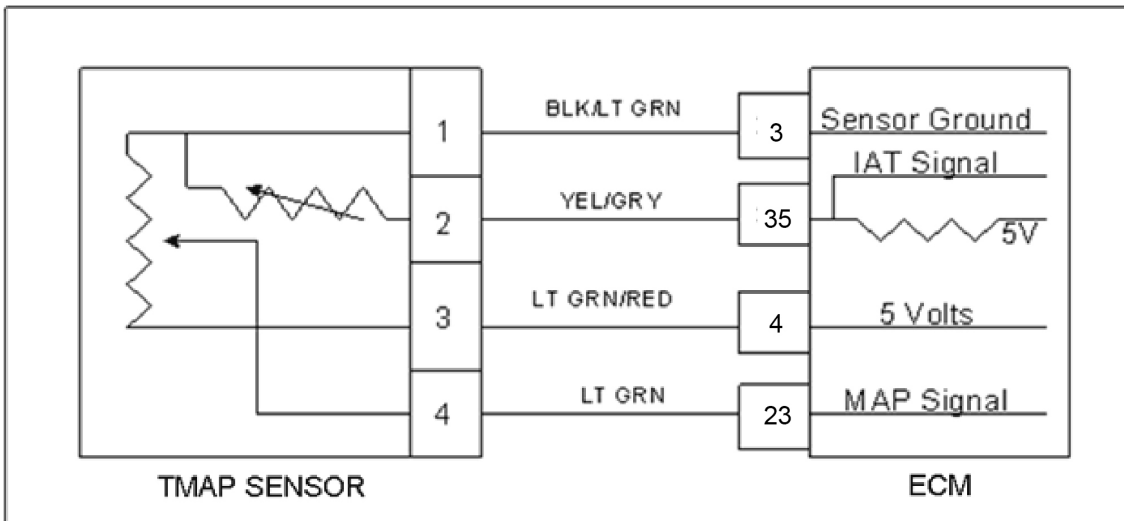 1 BLK/LT GRN 3 Sensor Ground
IAT Signal
2 YEL/GRY 35 5V
3 LT GRN/RED 4 5 Volts
4 LT GRN 23 MAP Signal
TMAP SENSOR ECM